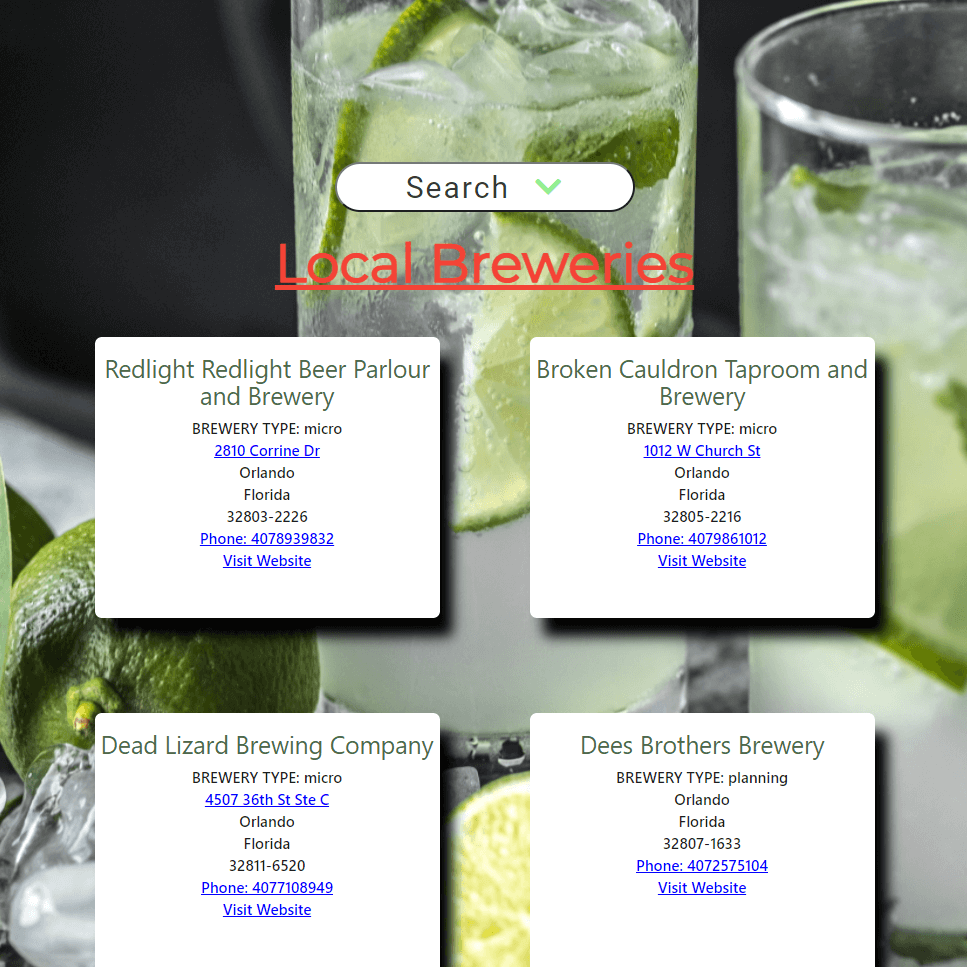 Search
Local Breweries
Redlight Redlight Beer Parlour
and Brewery
BREWERY TYPE: micro
2810 Corrine Dr
Orlando
Florida
32803-2226
Phone: 4078939832
Visit Website
Broken Cauldron Taproom and
Brewery
BREWERY TYPE: micro
1012 W Church St
Orlando
Florida
32805-2216
Phone: 4079861012
Visit Website
Dead Lizard Brewing Company
BREWERY TYPE: micro
4507 36th St Ste C
Orlando
Florida
32811-6520
Phone: 4077108949
Visit Website
Dees Brothers Brewery
BREWERY TYPE: planning
Orlando
Florida
32807-1633
Phone: 4072575104
Visit Website